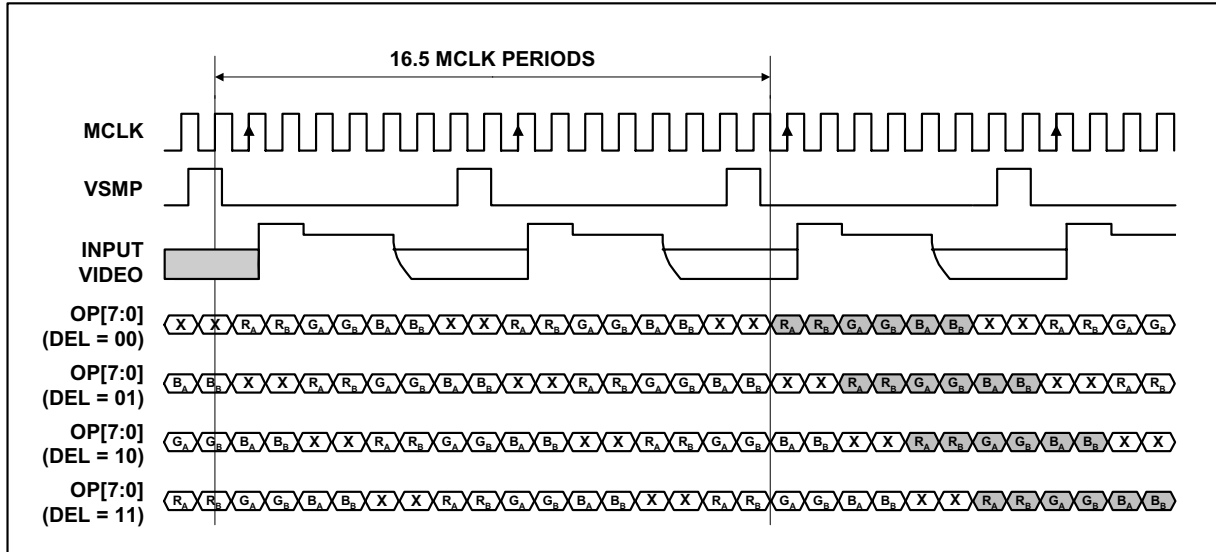 16.5 MCLK PERIODS
MCLK
VSMP
INPUT
VIDEO
OP[7:0]
(DEL = 00)
X X RA RB GA GB BA BB X X RA RB GA GB BA BB X X RA RB GA GB BA BB X X RA RB GA GB
OP[7:0]
(DEL = 01)
BA BB X X RA RB GA GB BA BB X X RA RB GA GB BA BB X X RA RB GA GB BA BB X X RA RB
OP[7:0]
(DEL = 10)
GA GB BA BB X X RA RB GA GB BA BB X X RA RB GA GB BA BB X X RA RB GA GB BA BB X X
OP[7:0]
(DEL = 11)
RA RB GA GB BA BB X X RA RB GA GB BA BB X X RA RB GA GB BA BB X X RA RB GA GB BA BB